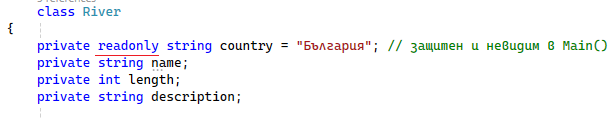 class River
{
private readonly string country = "България"; // защитен и невидим в Main()
private string name;
private int length;
private string description;